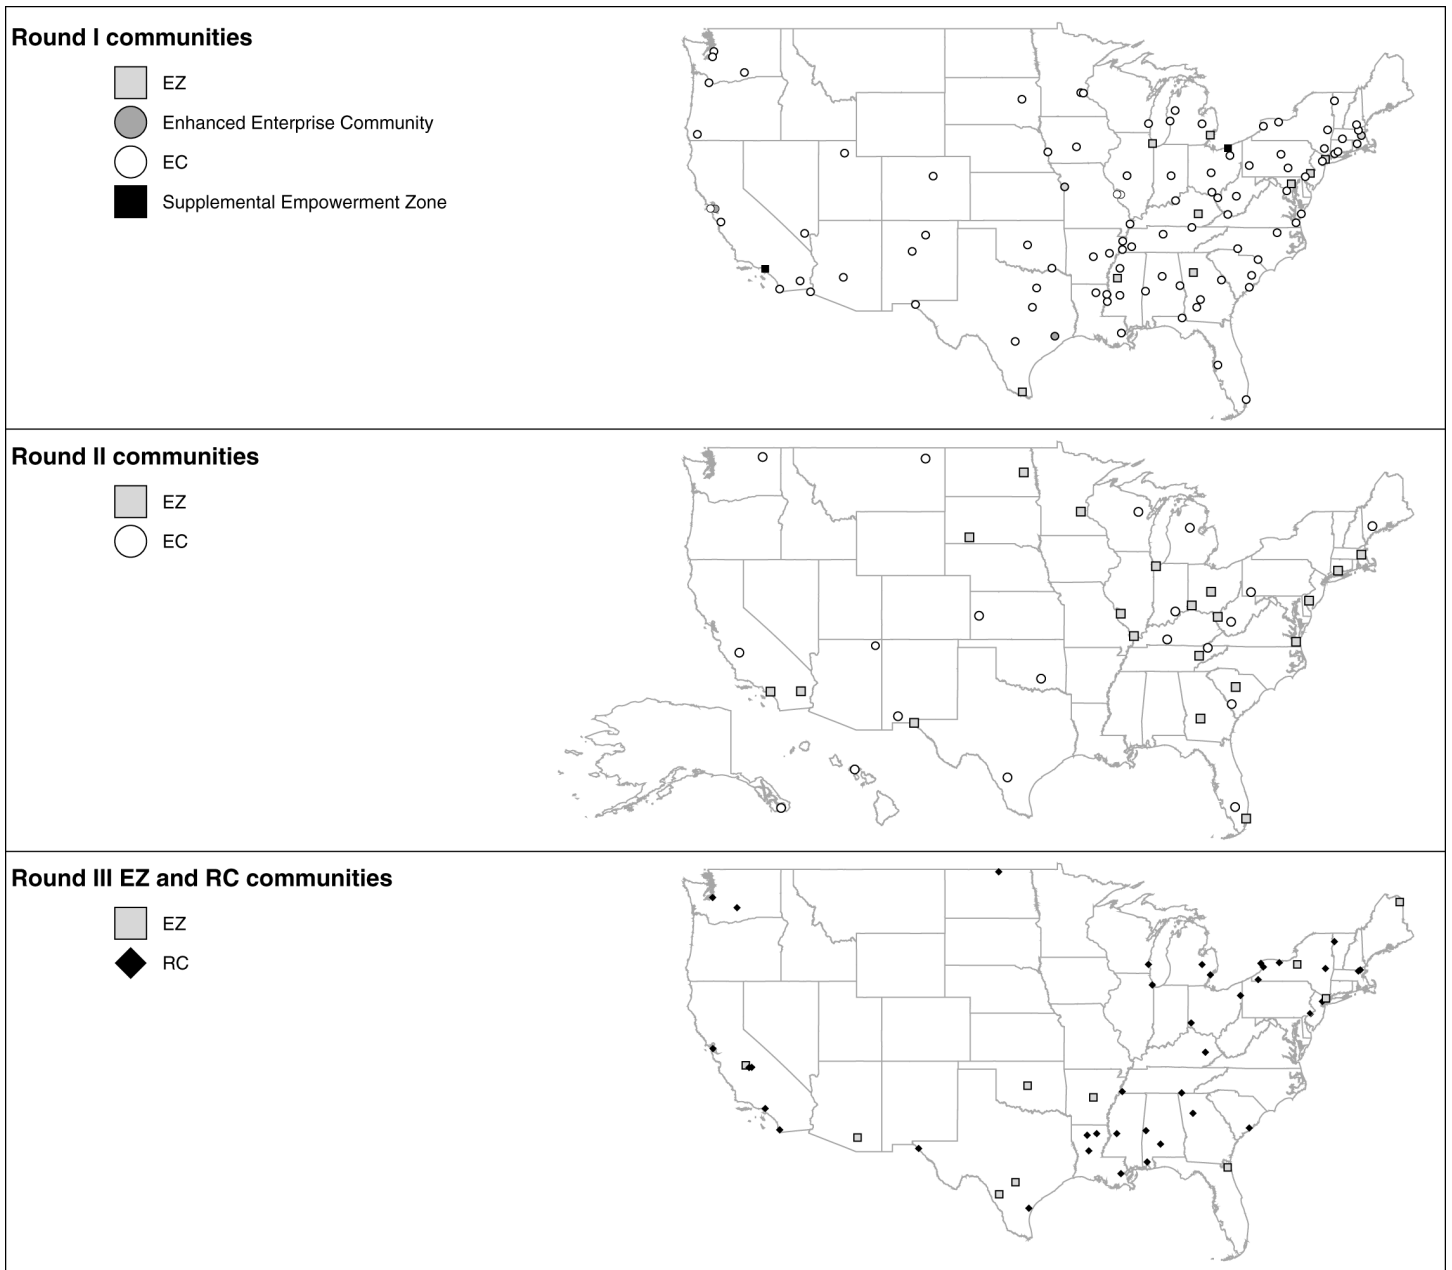 Round I communities
EZ
Enhanced Enterprise Community
EC
Supplemental Empowerment Zone
Round II communities
EZ
EC
Round III EZ and RC communities
EZ
RC